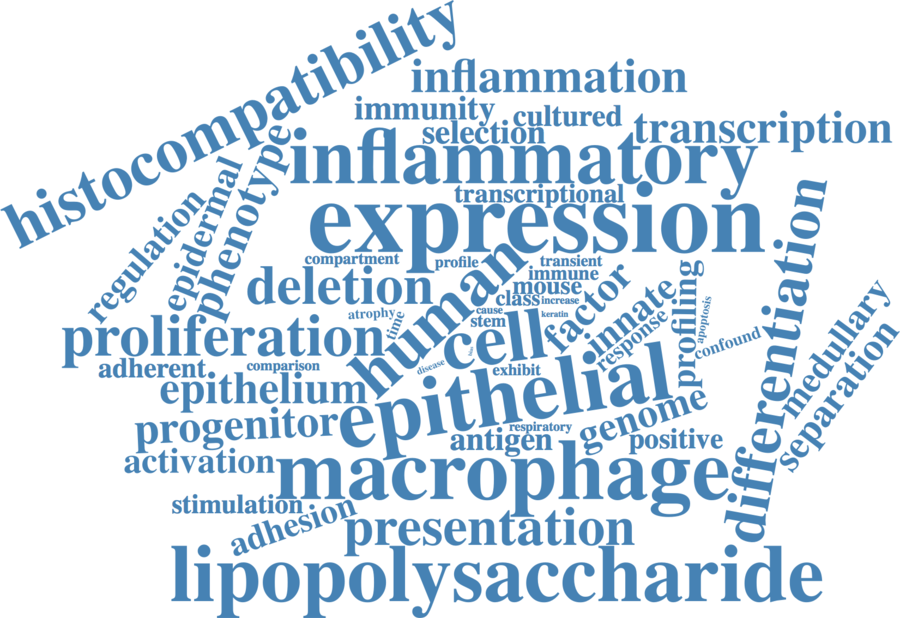 histocompatibility
inflammation
immunity
cultured
selection
transcription
inflammatory
phenotype
epidermal
regulation
transcriptional
expression
differentiation
compartment
profile
transient
human
immune
deletion
mouse
class
increase
factor
innate
profiling
medullary
atrophy
time
cause
stem
keratin
cell
response
apoptosis
confound
separation
proliferation
adherent
comparison
disease
exhibit
epithelium
epithelial
genome
progenitor
respiratory
antigen
positive
activation
macrophage
stimulation
adhesion
presentation
lipopolysaccharide